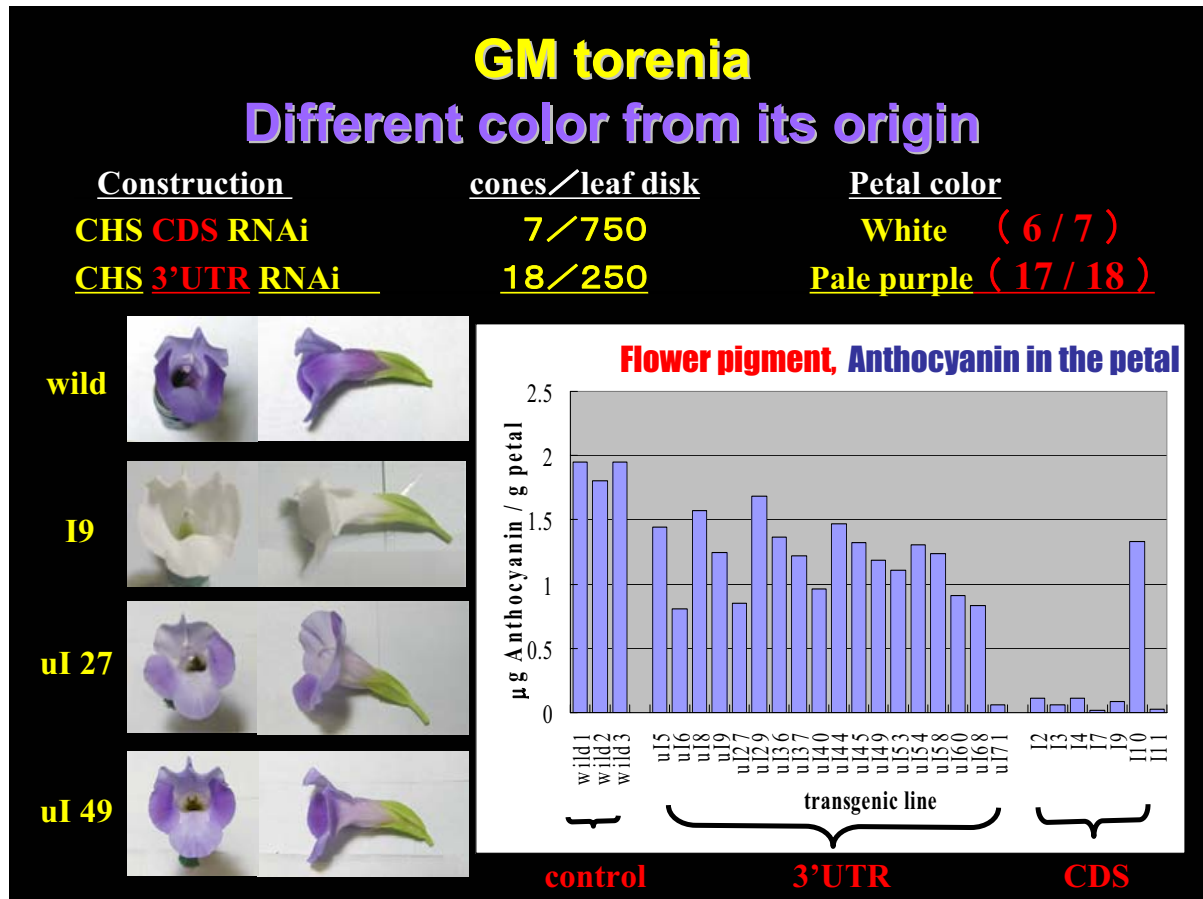 GM torenia
Different color from its origin
Construction cones／leaf disk Petal color
CHS CDS RNAi ７／750 White （ 6 / 7 ）
CHS 3’UTR RNAi １８／250 Pale purple （ 17 / 18 ）
wild
I9
uI 27
uI 49
Flower pigment, Anthocyanin in the petal
µg Anthocyanin / g petal
2.5
2
1.5
1
0.5
0
wild1 wild2 wild3 uI5 uI6 uI8 uI9 uI27 uI29 uI36 uI37 uI40 uI44 uI45 uI49 uI53 uI54 uI58 uI60 uI68 uI71 I2 I3 I4 I7 I9 I10 I11
transgenic line
control 3’UTR CDS